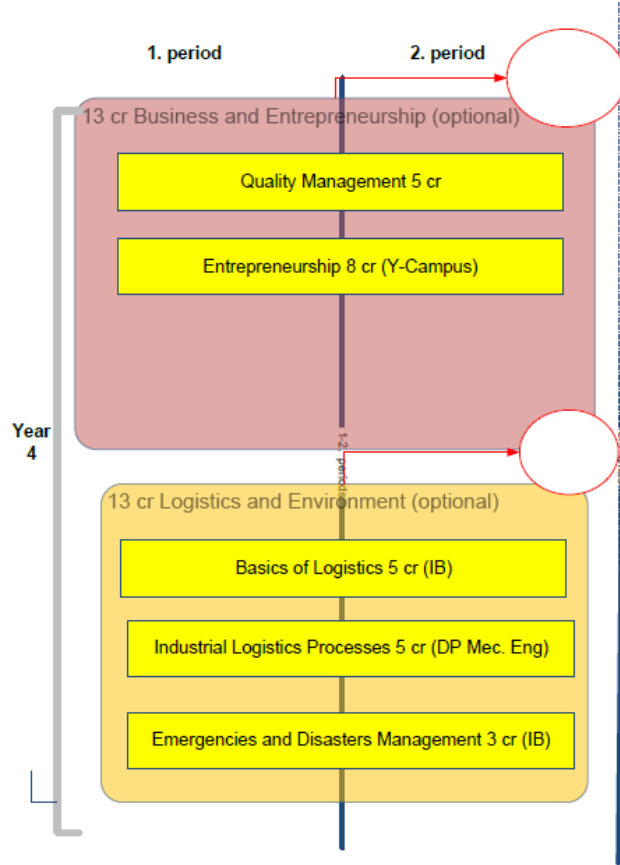 1. period
2. period
13 cr Business and Entrepreneurship (optional)
Quality Management 5 cr
Entrepreneurship 8 cr (Y-Campus)
Year
4
1-2. periods
13 cr Logistics and Environment (optional)
Basics of Logistics 5 cr (IB)
Industrial Logistics Processes 5 cr (DP Mec. Eng)
Emergencies and Disasters Management 3 cr (IB)